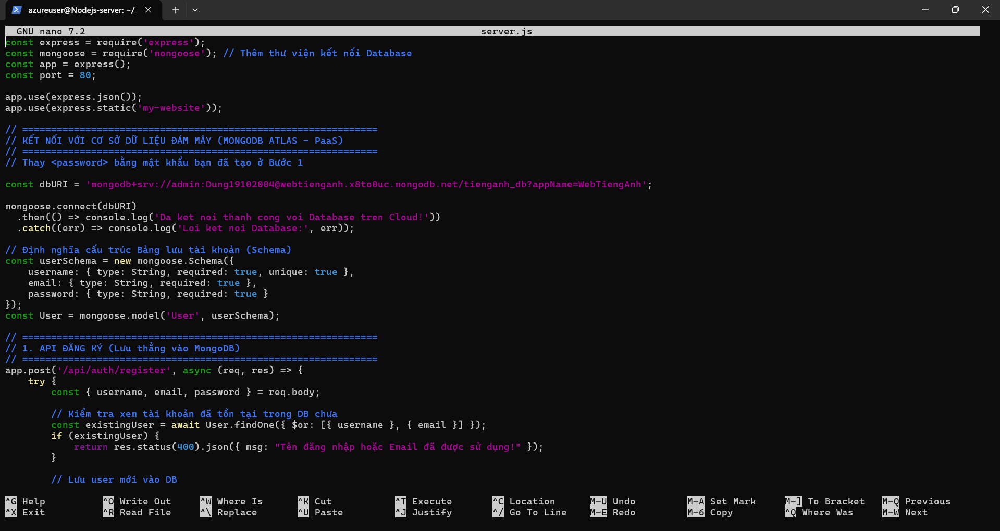 azureuser@Nodejs-server: ~/
GNU nano 7.2 server.js
const express = require('express');
const mongoose = require('mongoose'); // Thêm thư viện kết nối Database
const app = express();
const port = 80;
app.use(express.json());
app.use(express.static('my-website'));
// ==============================================================
// KẾT NỐI VỚI CƠ SỞ DỮ LIỆU ĐÁM MÂY (MONGODB ATLAS - PaaS)
// ==============================================================
// Thay <password> bằng mật khẩu bạn đã tạo ở Bước 1
const dbURI = 'mongodb+srv://admin:Dung19102004@webtienganh.x8to0uc.mongodb.net/tienganh_db?appName=WebTiengAnh';
mongoose.connect(dbURI)
  .then(() => console.log('Da ket noi thanh cong voi Database tren Cloud!'))
  .catch((err) => console.log('Loi ket noi Database:', err));
// Định nghĩa cấu trúc Bảng lưu tài khoản (Schema)
const userSchema = new mongoose.Schema({
    username: { type: String, required: true, unique: true },
    email: { type: String, required: true },
    password: { type: String, required: true }
});
const User = mongoose.model('User', userSchema);
// ==============================================================
// 1. API ĐĂNG KÝ (Lưu thẳng vào MongoDB)
// ==============================================================
app.post('/api/auth/register', async (req, res) => {
    try {
        const { username, email, password } = req.body;
        // Kiểm tra xem tài khoản đã tồn tại trong DB chưa
        const existingUser = await User.findOne({ $or: [{ username }, { email }] });
        if (existingUser) {
            return res.status(400).json({ msg: "Tên đăng nhập hoặc Email đã được sử dụng!" });
        }
        // Lưu user mới vào DB
^G Help ^O Write Out ^W Where Is ^K Cut ^T Execute ^C Location M-U Undo M-A Set Mark M-] To Bracket M-Q Previous
^X Exit ^R Read File ^\ Replace ^U Paste ^J Justify ^/ Go To Line M-E Redo M-6 Copy ^Q Where Was M-W Next